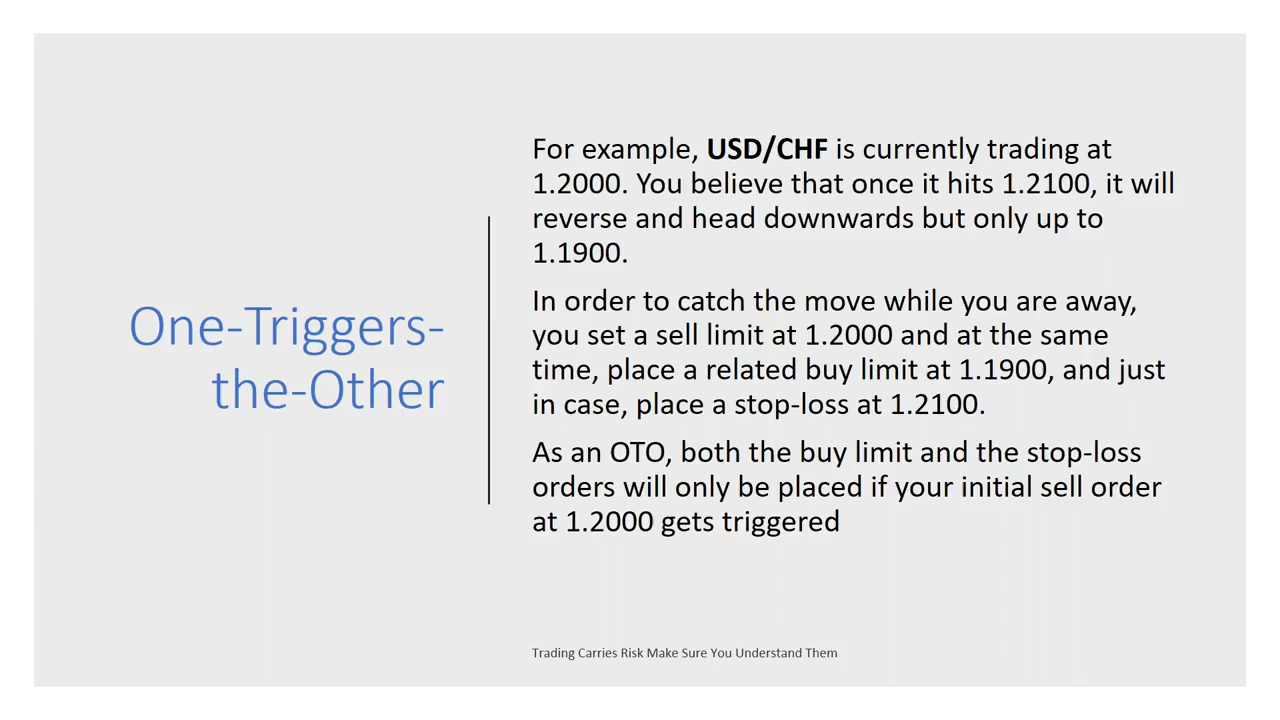 One-Triggers-
the-Other
For example, USD/CHF is currently trading at
1.2000. You believe that once it hits 1.2100, it will
reverse and head downwards but only up to
1.1900.
In order to catch the move while you are away,
you set a sell limit at 1.2000 and at the same
time, place a related buy limit at 1.1900, and just
in case, place a stop-loss at 1.2100.
As an OTO, both the buy limit and the stop-loss
orders will only be placed if your initial sell order
at 1.2000 gets triggered
Trading Carries Risk Make Sure You Understand Them